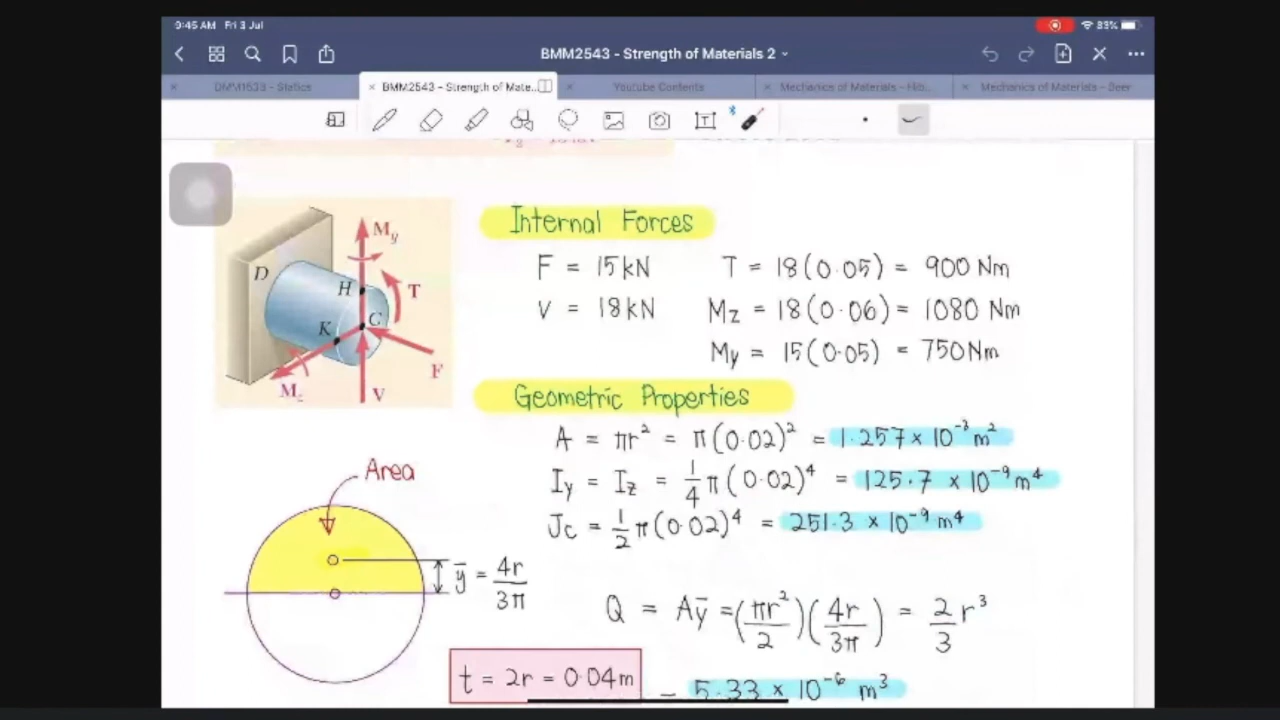 9:45 AM Fri 3 Jul
83%
BMM2543 - Strength of Materials 2
BMM2543 - Strength of Mate...
YouTube Contents
Mechanics of Materials - Hib...
Mechanics of Materials - Beer
Internal Forces
F = 15 kN T = 18(0.05) = 900 Nm
V = 18 kN Mz = 18(0.06) = 1080 Nm
My = 15(0.05) = 750 Nm
D
H
K
C
My
T
F
V
Geometric Properties
A = πr² = π(0.02)² = 1.257 × 10⁻³ m²
Iy = Iz = 1/4 π(0.02)⁴ = 125.7 × 10⁻⁹ m⁴
Jc = 1/2 π(0.02)⁴ = 251.3 × 10⁻⁹ m⁴
Area
ȳ = 4r/3π
Q = Aȳ = (πr²/2)(4r/3π) = 2/3 r³
t = 2r = 0.04m
= 5.33 × 10⁻⁶ m³